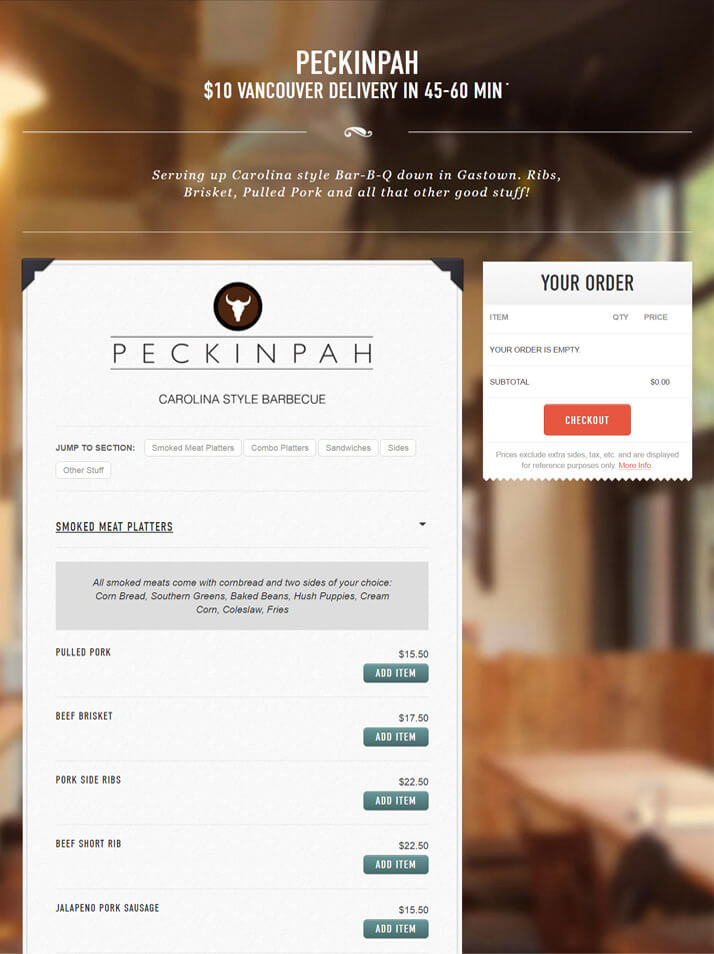 PECKINPAH
$10 VANCOUVER DELIVERY IN 45-60 MIN*
Serving up Carolina style Bar-B-Q down in Gastown. Ribs,
Brisket, Pulled Pork and all that other good stuff!
PECKINPAH
CAROLINA STYLE BARBECUE
JUMP TO SECTION: Smoked Meat Platters Combo Platters Sandwiches Sides
Other Stuff
SMOKED MEAT PLATTERS
All smoked meats come with cornbread and two sides of your choice:
Corn Bread, Southern Greens, Baked Beans, Hush Puppies, Cream
Corn, Coleslaw, Fries
PULLED PORK
$15.50
ADD ITEM
BEEF BRISKET
$17.50
ADD ITEM
PORK SIDE RIBS
$22.50
ADD ITEM
BEEF SHORT RIB
$22.50
ADD ITEM
JALAPENO PORK SAUSAGE
$15.50
ADD ITEM
YOUR ORDER
ITEM QTY PRICE
YOUR ORDER IS EMPTY.
SUBTOTAL $0.00
CHECKOUT
Prices exclude extra sides, tax, etc. and are displayed
for reference purposes only. More Info.